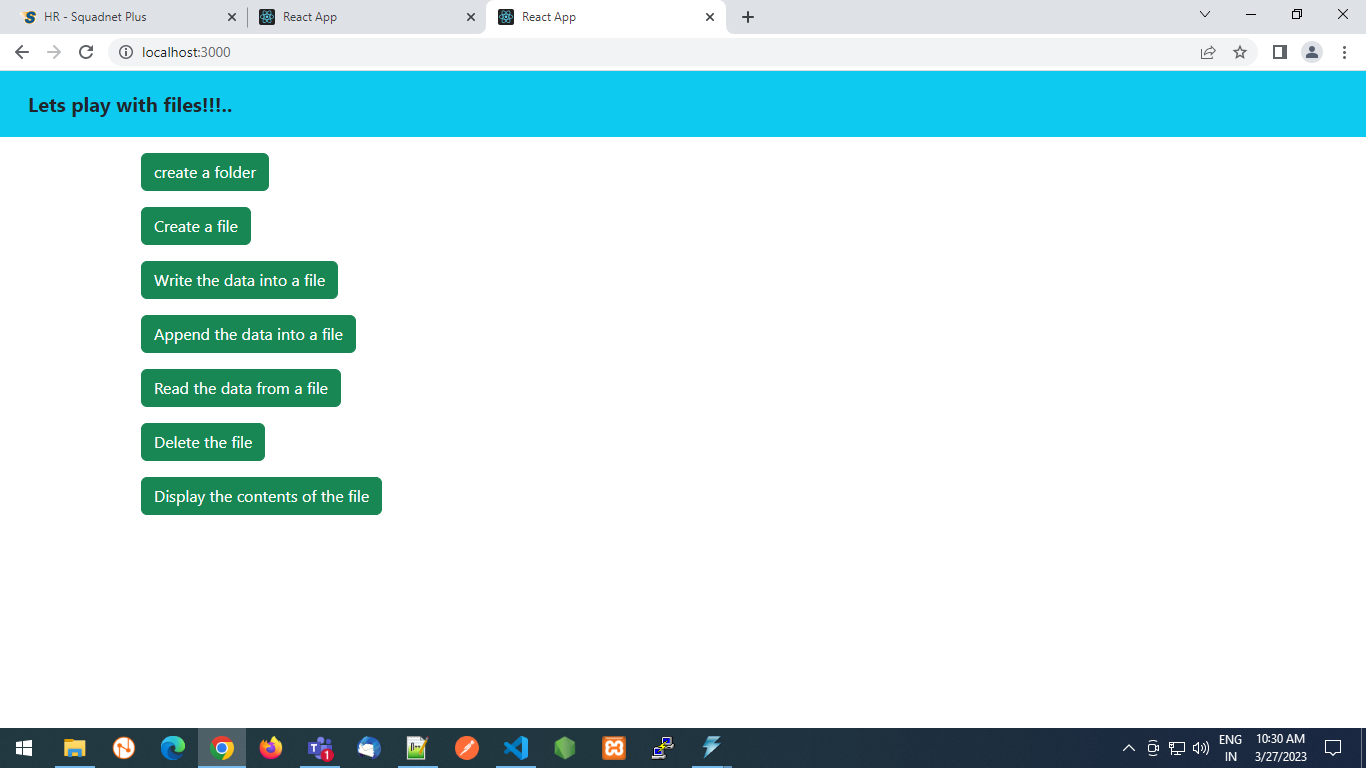 HR - Squadnet Plus
React App
React App
localhost:3000
Lets play with files!!!..
create a folder
Create a file
Write the data into a file
Append the data into a file
Read the data from a file
Delete the file
Display the contents of the file
1
ENG
IN
10:30 AM
3/27/2023